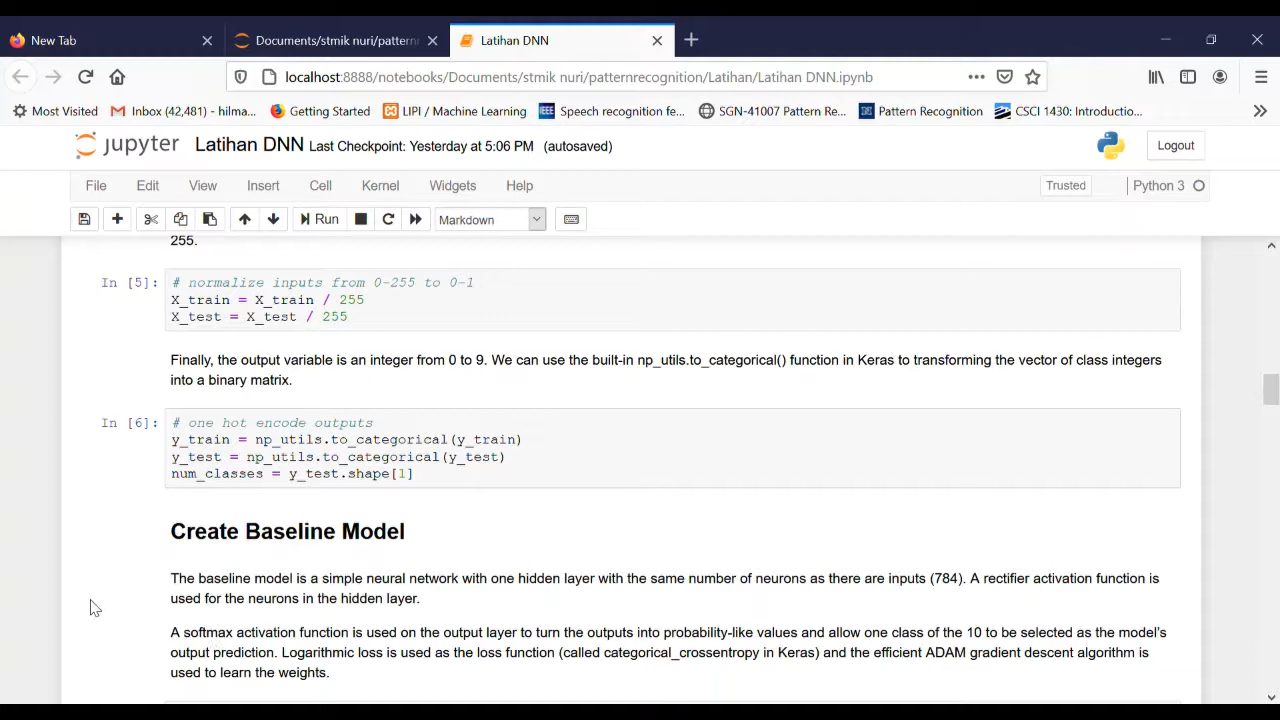 New Tab
Documents/stmik nuri/pattern
Latihan DNN
localhost:8888/notebooks/Documents/stmik nuri/patternrecognition/Latihan/Latihan DNN.ipynb
Most Visited
Inbox (42,481) - hilma...
Getting Started
LIPI / Machine Learning
IEEE
Speech recognition fe...
SGN-41007 Pattern Re...
Pattern Recognition
CSCI 1430: Introductio...
jupyter Latihan DNN Last Checkpoint: Yesterday at 5:06 PM (autosaved)
Logout
File Edit View Insert Cell Kernel Widgets Help
Trusted
Python 3
Run
Markdown
255.
In [5]: # normalize inputs from 0-255 to 0-1
X_train = X_train / 255
X_test = X_test / 255
Finally, the output variable is an integer from 0 to 9. We can use the built-in np_utils.to_categorical() function in Keras to transforming the vector of class integers
into a binary matrix.
In [6]: # one hot encode outputs
y_train = np_utils.to_categorical(y_train)
y_test = np_utils.to_categorical(y_test)
num_classes = y_test.shape[1]
Create Baseline Model
The baseline model is a simple neural network with one hidden layer with the same number of neurons as there are inputs (784). A rectifier activation function is
used for the neurons in the hidden layer.
A softmax activation function is used on the output layer to turn the outputs into probability-like values and allow one class of the 10 to be selected as the model's
output prediction. Logarithmic loss is used as the loss function (called categorical_crossentropy in Keras) and the efficient ADAM gradient descent algorithm is
used to learn the weights.